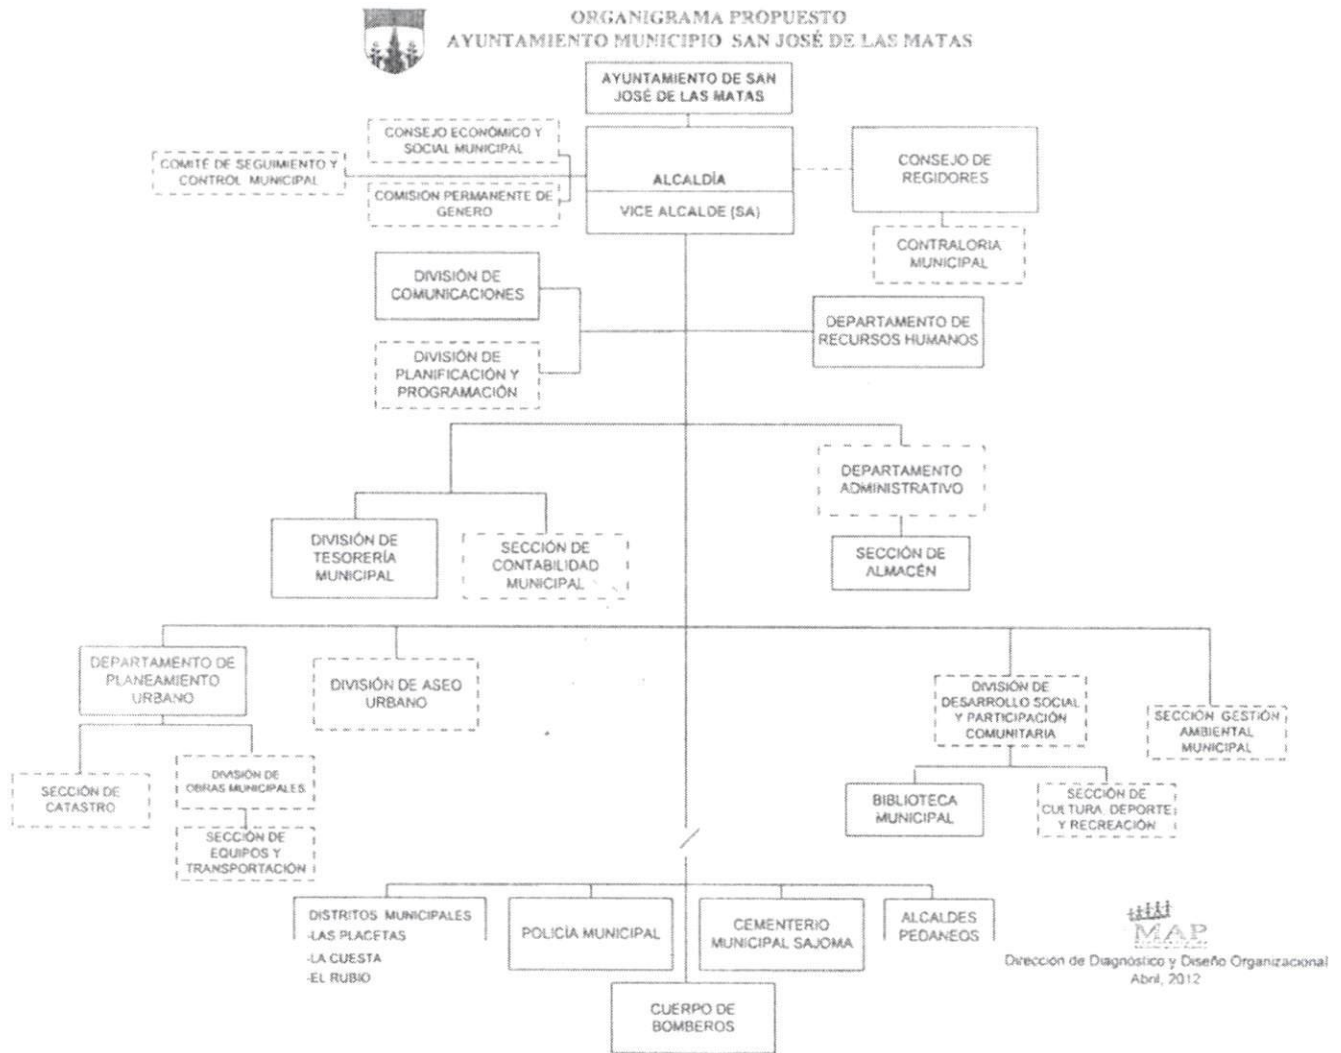 ORGANIGRAMA PROPUESTO
AYUNTAMIENTO MUNICIPIO SAN JOSÉ DE LAS MATAS
AYUNTAMIENTO DE SAN
JOSÉ DE LAS MATAS
CONSEJO ECONÓMICO Y
SOCIAL MUNICIPAL
COMITÉ DE SEGUIMIENTO Y
CONTROL MUNICIPAL
COMISIÓN PERMANENTE DE
GENERO
ALCALDÍA
VICE ALCALDE (SA)
CONSEJO DE
REGIDORES
CONTRALORIA
MUNICIPAL
DIVISIÓN DE
COMUNICACIONES
DEPARTAMENTO DE
RECURSOS HUMANOS
DIVISIÓN DE
PLANIFICACIÓN Y
PROGRAMACIÓN
DEPARTAMENTO
ADMINISTRATIVO
DIVISIÓN DE
TESORERÍA
MUNICIPAL
SECCIÓN DE
CONTABILIDAD
MUNICIPAL
SECCIÓN DE
ALMACÉN
DEPARTAMENTO DE
PLANEAMIENTO
URBANO
DIVISIÓN DE ASEO
URBANO
DIVISIÓN DE
DESARROLLO SOCIAL
Y PARTICIPACIÓN
COMUNITARIA
SECCIÓN GESTIÓN
AMBIENTAL
MUNICIPAL
SECCIÓN DE
CATASTRO
DIVISIÓN DE
OBRAS MUNICIPALES
SECCIÓN DE
EQUIPOS Y
TRANSPORTACIÓN
BIBLIOTECA
MUNICIPAL
SECCIÓN DE
CULTURA, DEPORTE
Y RECREACIÓN
DISTRITOS MUNICIPALES
-LAS PLACETAS
-LA CUESTA
-EL RUBIO
POLICÍA MUNICIPAL
CEMENTERIO
MUNICIPAL SAJOMA
ALCALDES
PEDANEOS
CUERPO DE
BOMBEROS
MAP
Dirección de Diagnóstico y Diseño Organizacional
Abril, 2012